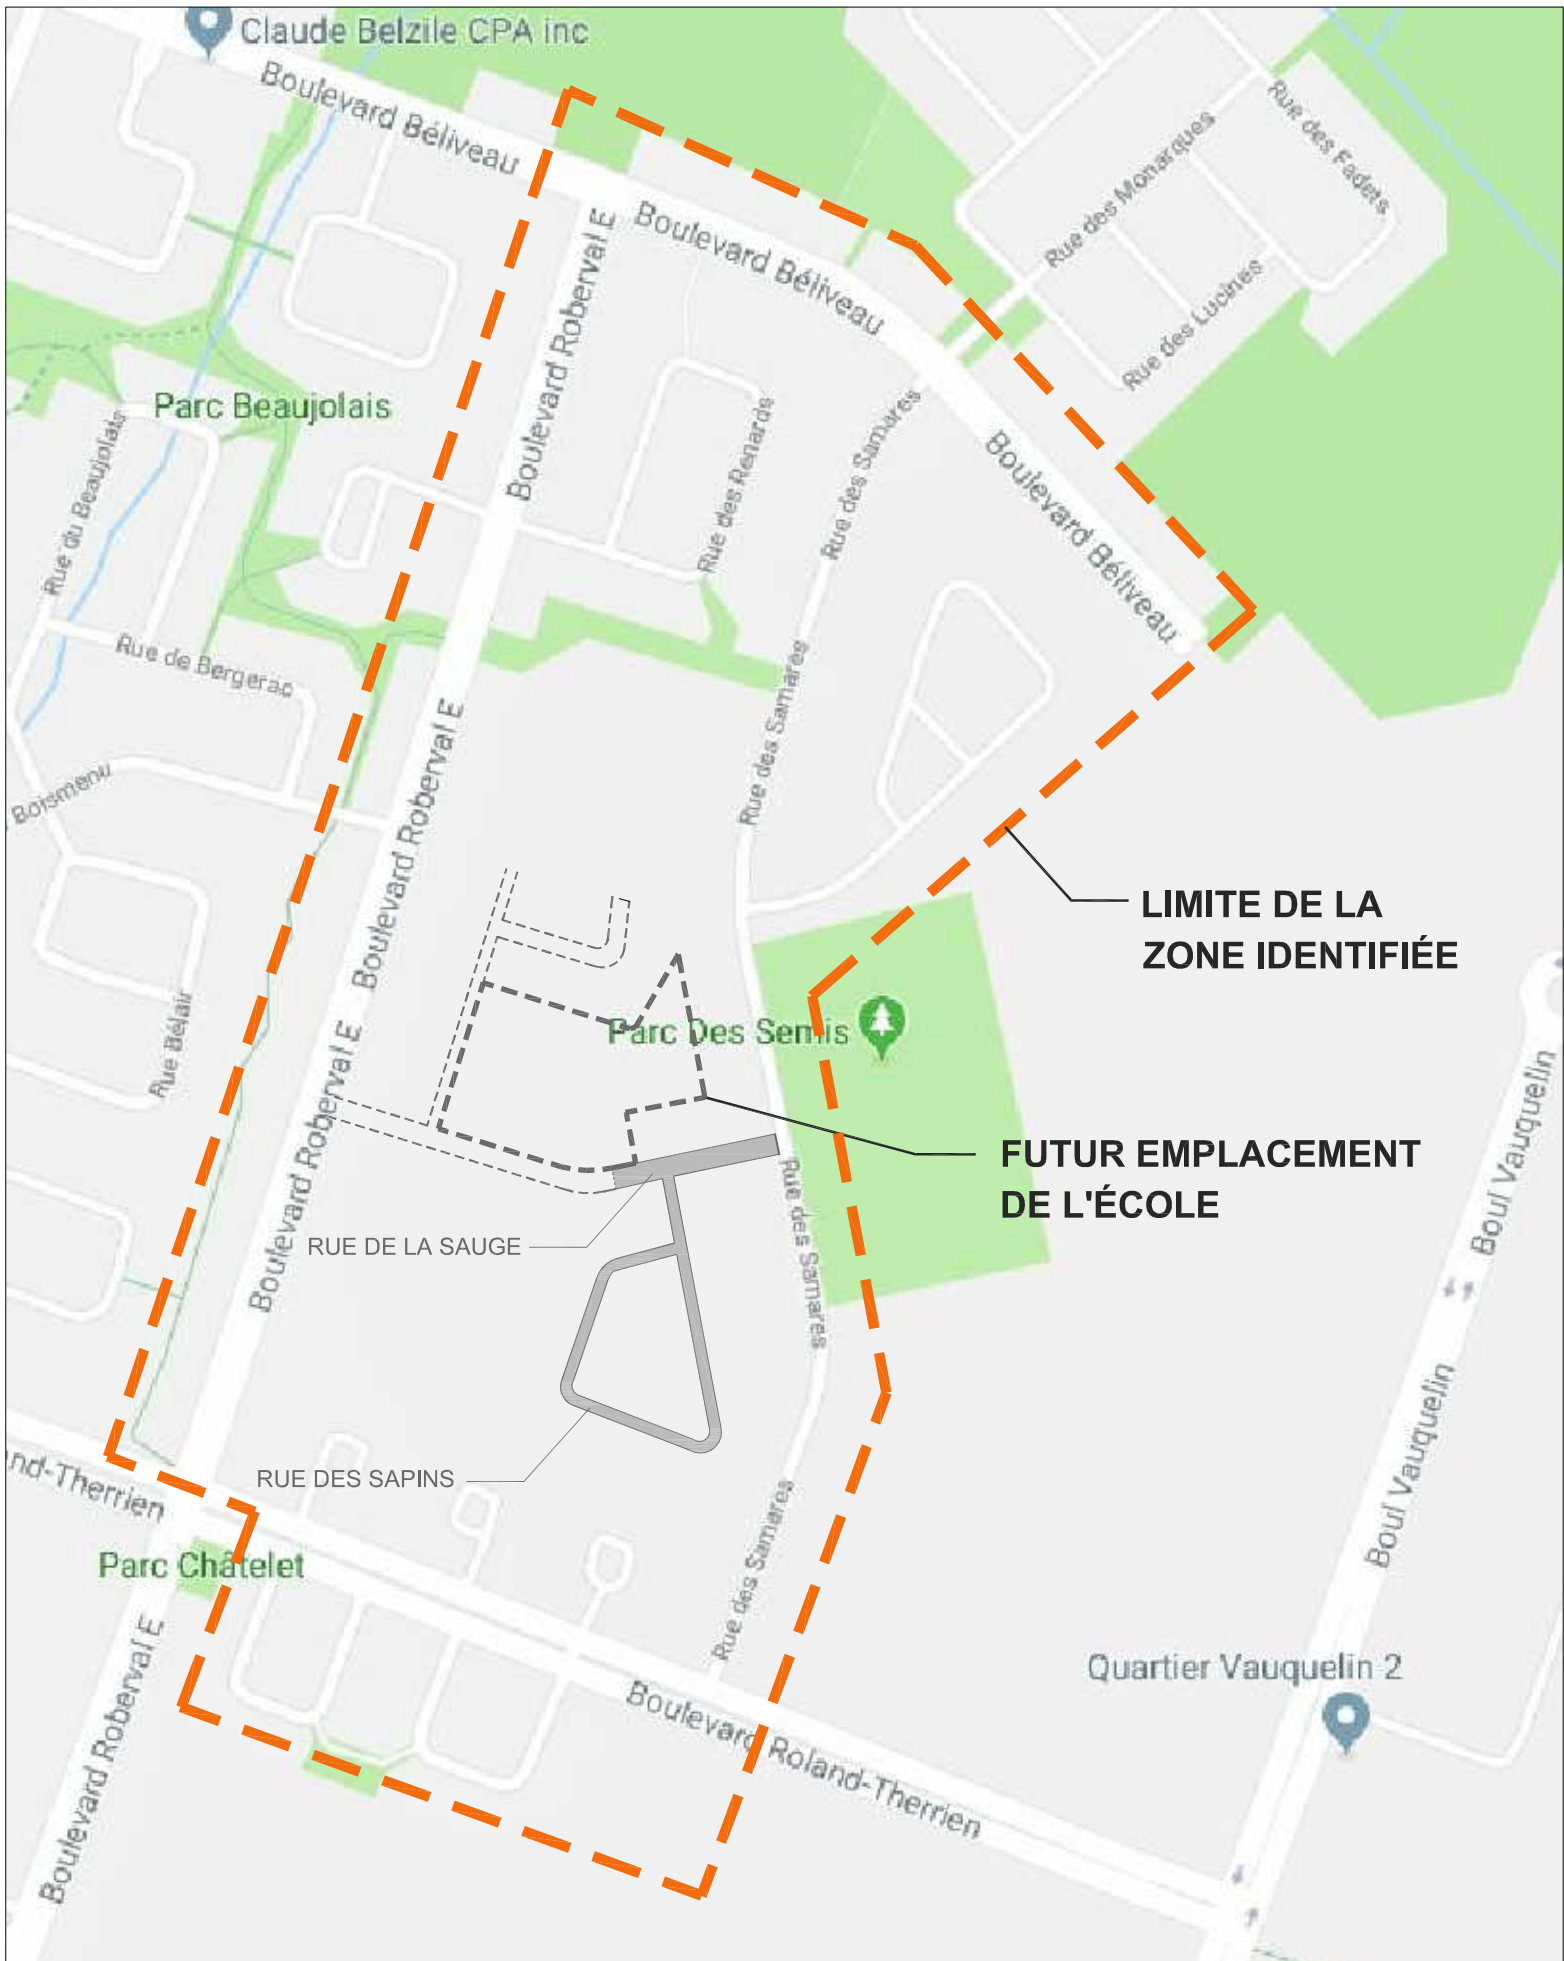 Claude Belzile CPA inc
Boulevard Béliveau
Rue des Fadets
Rue des Monarques
Boulevard Béliveau
Boulevard Roberval E
Rue des Lucines
Parc Beaujolais
Rue des Renards
Rue des Samares
Boulevard Béliveau
Rue du Beaujolais
Rue de Bergerac
Rue des Samares
Boulevard Roberval E
Boismenu
LIMITE DE LA
ZONE IDENTIFIÉE
Boulevard Roberval E
Rue Bélair
Parc Des Semis
Boul Vauquelin
FUTUR EMPLACEMENT
DE L'ÉCOLE
Rue des Samares
RUE DE LA SAUGE
Boulevard Roberval E
Boul Vauquelin
RUE DES SAPINS
nd-Therrien
Rue des Samares
Parc Châtelet
Quartier Vauquelin 2
Boulevard Roberval E
Boulevard Roland-Therrien